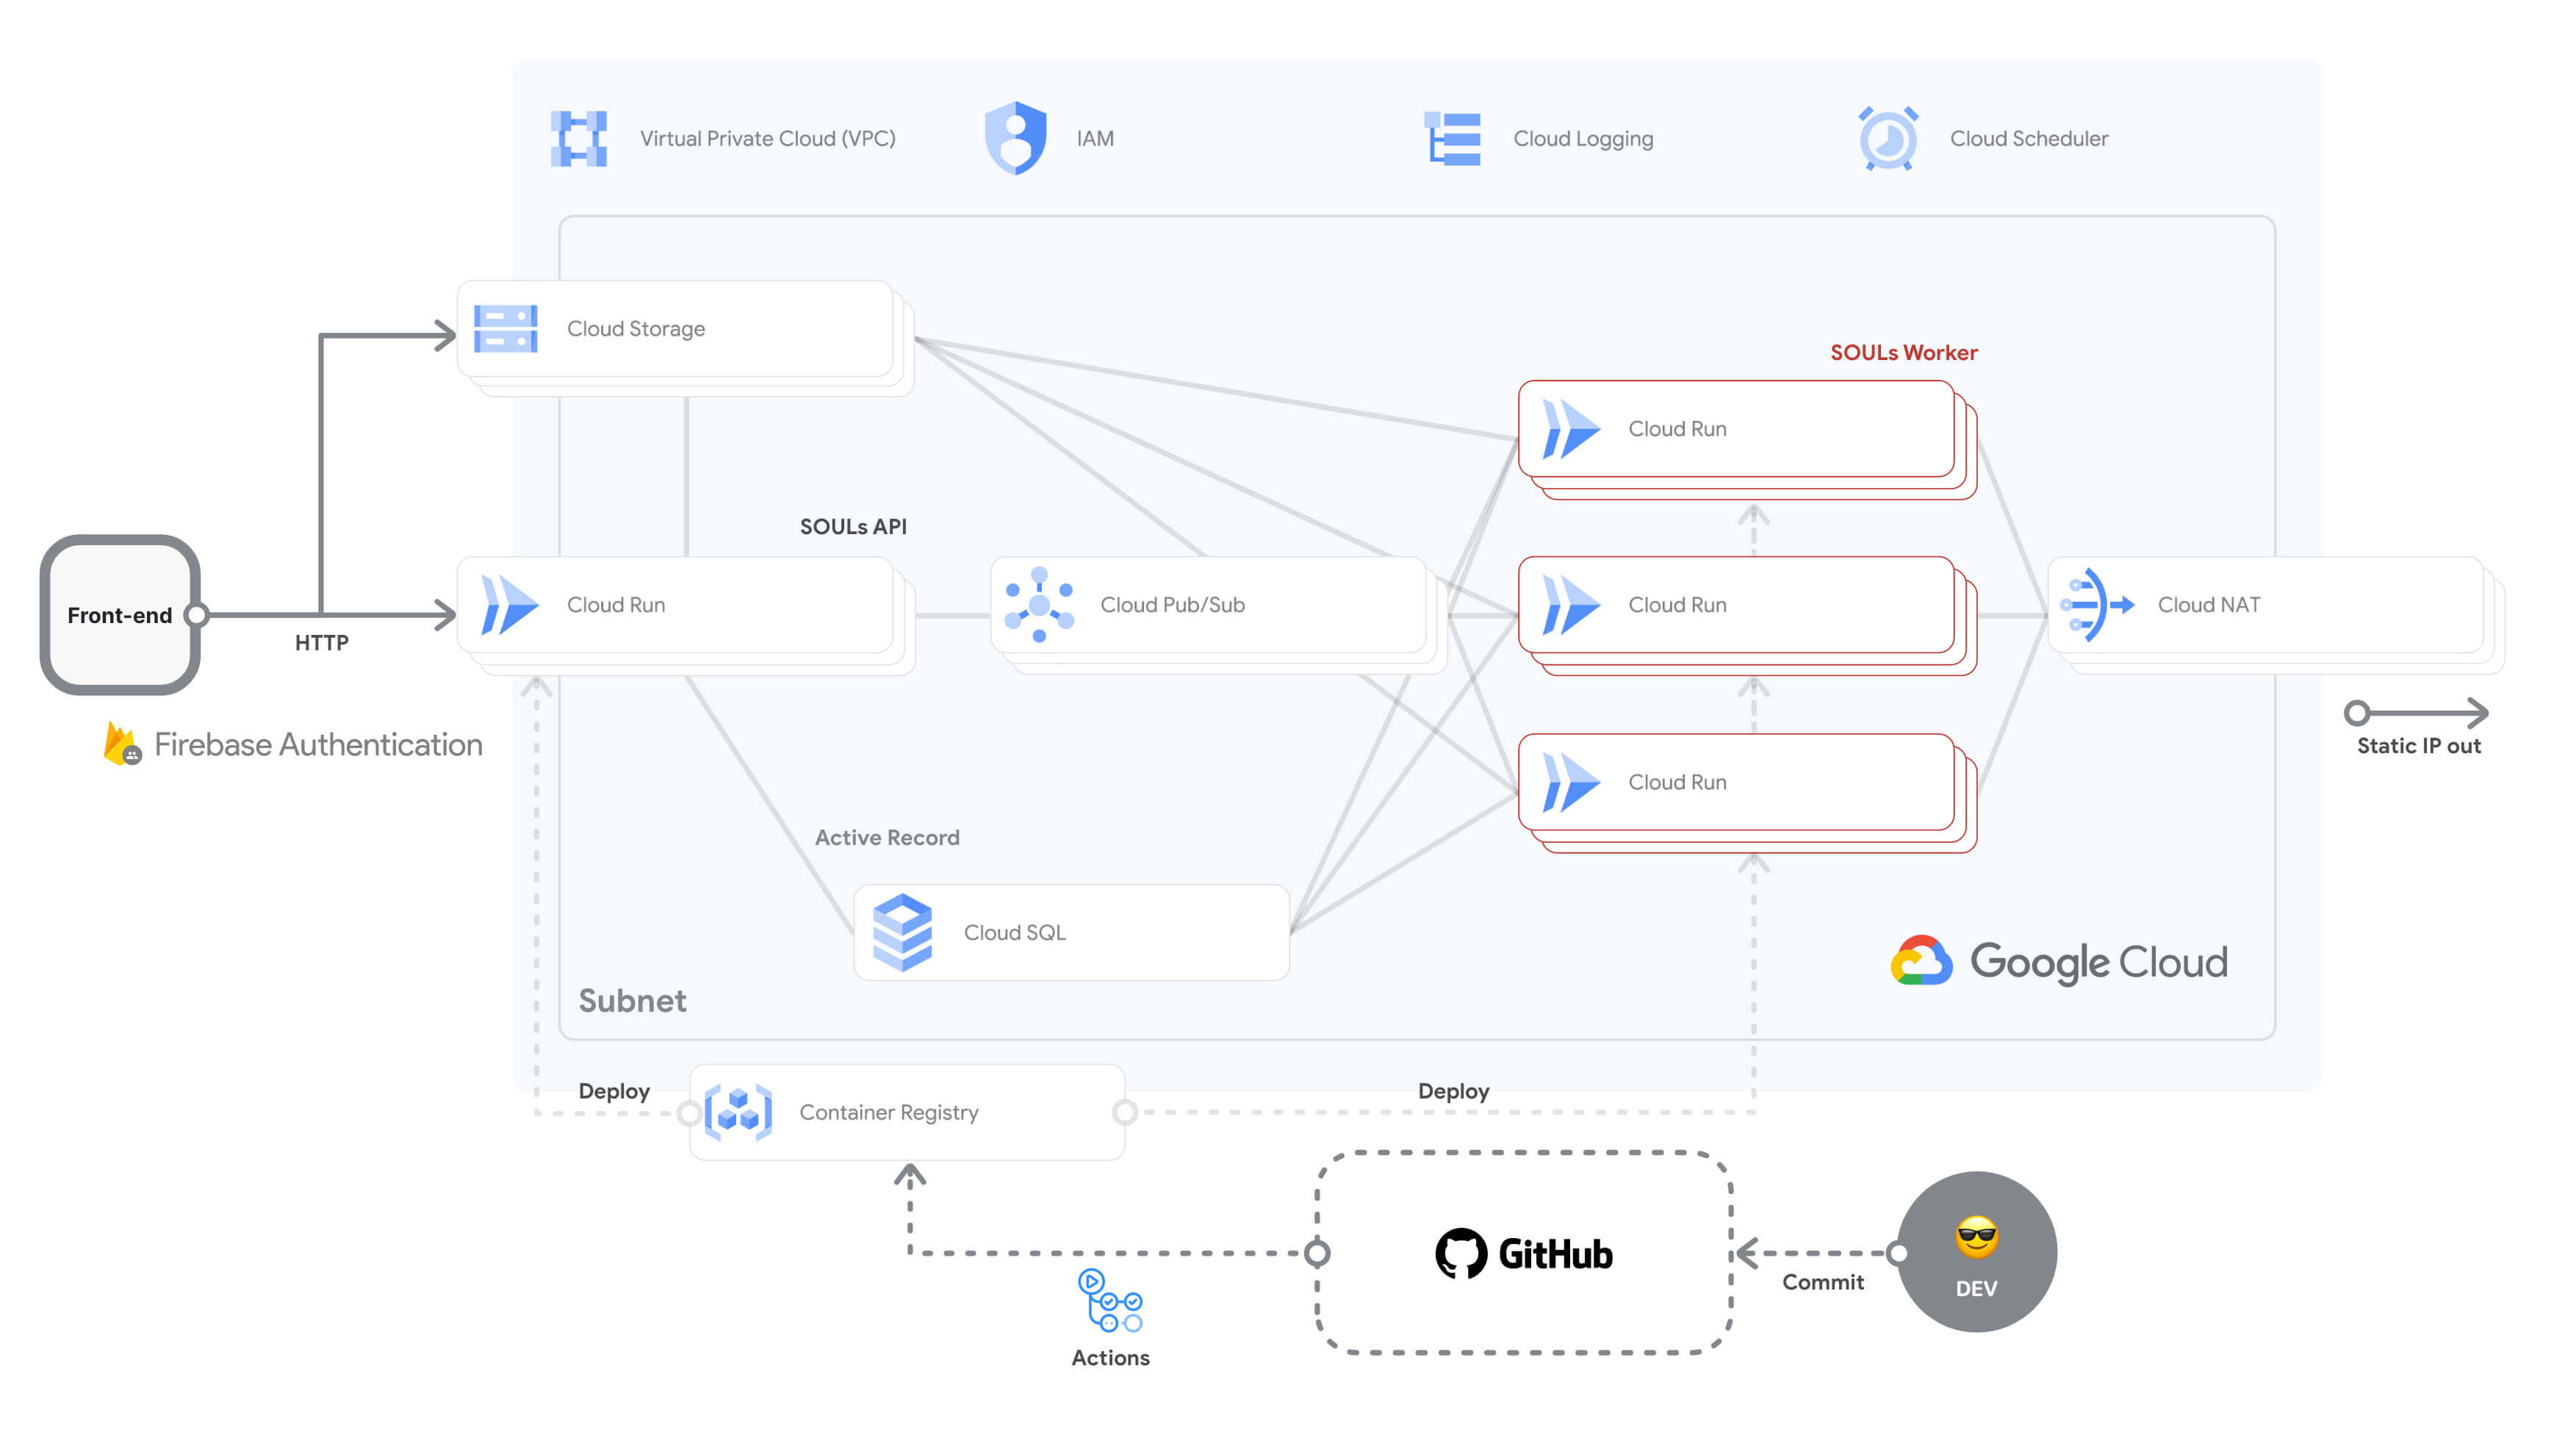 Virtual Private Cloud (VPC)
IAM
Cloud Logging
Cloud Scheduler
Cloud Storage
SOULs Worker
Cloud Run
SOULs API
Front-end
HTTP
Cloud Run
Cloud Pub/Sub
Cloud Run
Cloud NAT
Firebase Authentication
Static IP out
Cloud Run
Active Record
Cloud SQL
Google Cloud
Subnet
Deploy
Container Registry
Deploy
GitHub
Commit
DEV
Actions